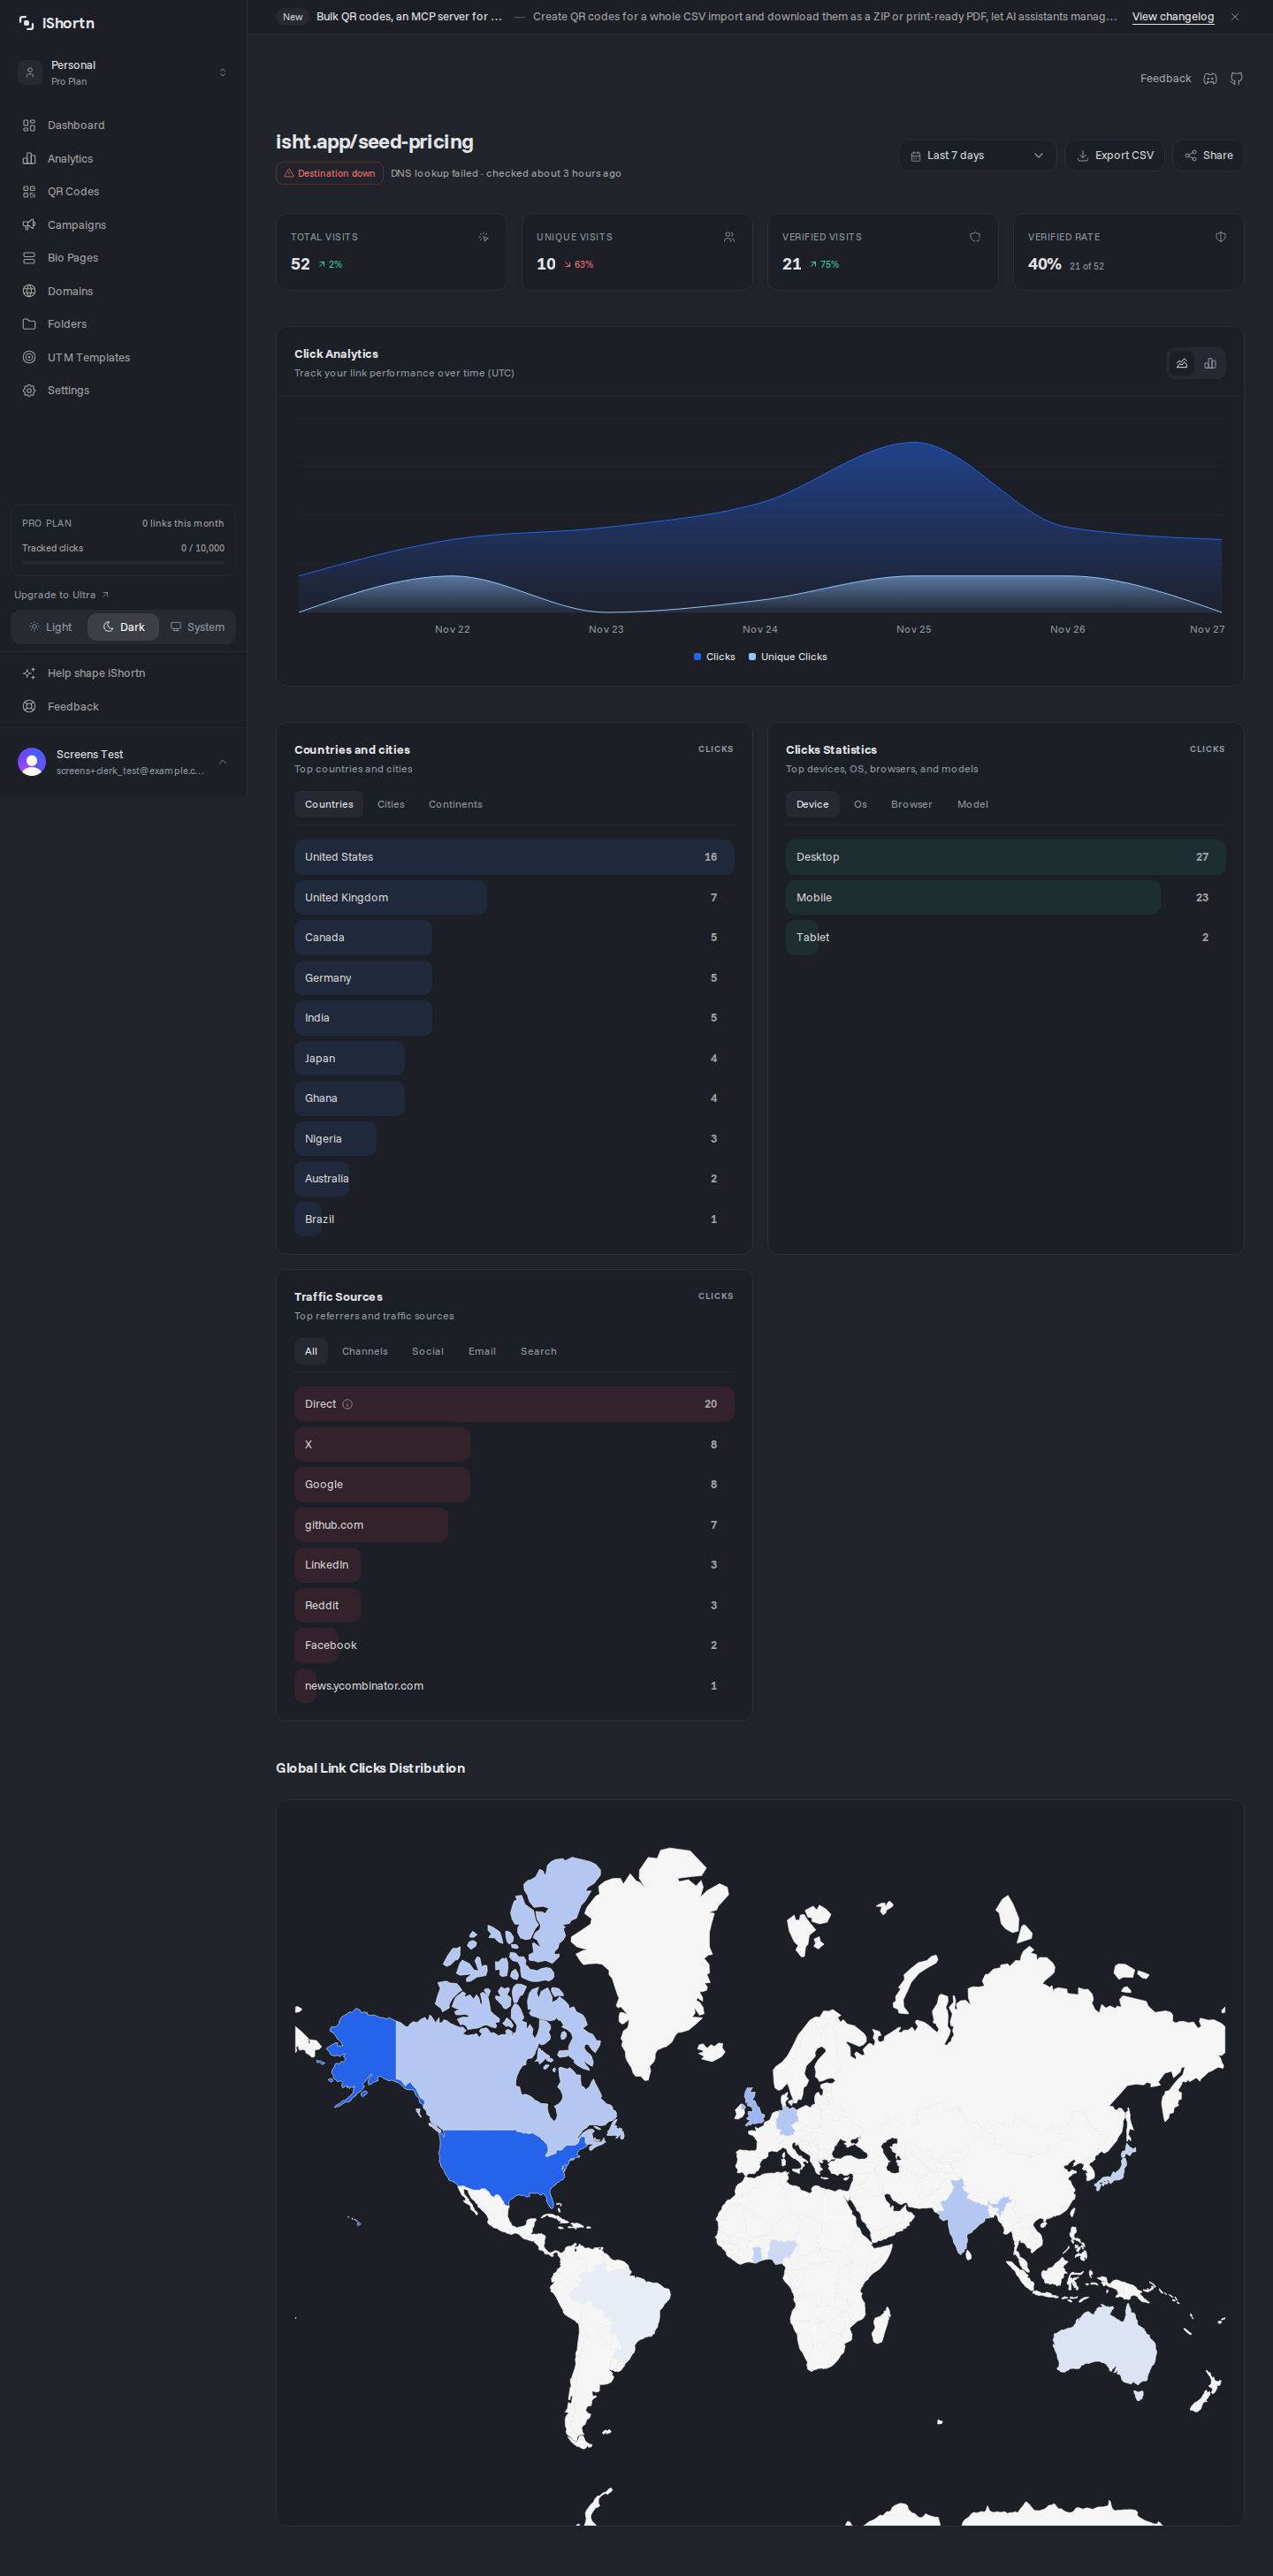 iShortn
Personal
Pro Plan
Dashboard
Analytics
QR Codes
Campaigns
Bio Pages
Domains
Folders
UTM Templates
Settings
PRO PLAN 0 links this month
Tracked clicks 0 / 10,000
Upgrade to Ultra
Light Dark System
Help shape iShortn
Feedback
Screens Test
screens+clerk_test@example.c...
New Bulk QR codes, an MCP server for ... — Create QR codes for a whole CSV import and download them as a ZIP or print-ready PDF, let AI assistants manag... View changelog
Feedback
isht.app/seed-pricing
Destination down DNS lookup failed · checked about 3 hours ago
Last 7 days Export CSV Share
TOTAL VISITS
52 2%
UNIQUE VISITS
10 63%
VERIFIED VISITS
21 75%
VERIFIED RATE
40% 21 of 52
Click Analytics
Track your link performance over time (UTC)
Nov 22 Nov 23 Nov 24 Nov 25 Nov 26 Nov 27
Clicks Unique Clicks
Countries and cities CLICKS
Top countries and cities
Countries Cities Continents
United States 16
United Kingdom 7
Canada 5
Germany 5
India 5
Japan 4
Ghana 4
Nigeria 3
Australia 2
Brazil 1
Clicks Statistics CLICKS
Top devices, OS, browsers, and models
Device Os Browser Model
Desktop 27
Mobile 23
Tablet 2
Traffic Sources CLICKS
Top referrers and traffic sources
All Channels Social Email Search
Direct 20
X 8
Google 8
github.com 7
LinkedIn 3
Reddit 3
Facebook 2
news.ycombinator.com 1
Global Link Clicks Distribution